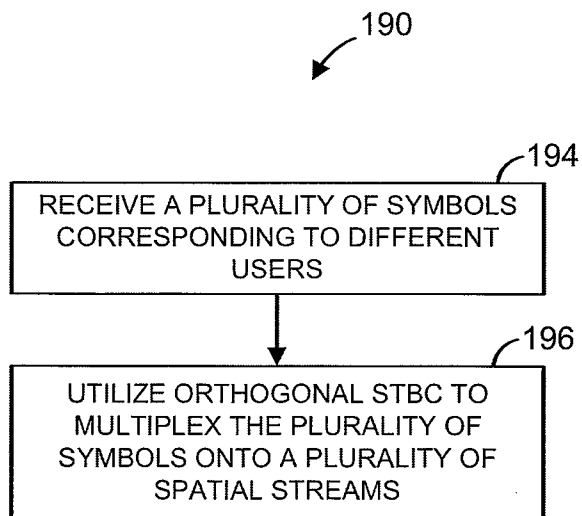 190
194
RECEIVE A PLURALITY OF SYMBOLS
CORRESPONDING TO DIFFERENT
USERS
196
UTILIZE ORTHOGONAL STBC TO
MULTIPLEX THE PLURALITY OF
SYMBOLS ONTO A PLURALITY OF
SPATIAL STREAMS